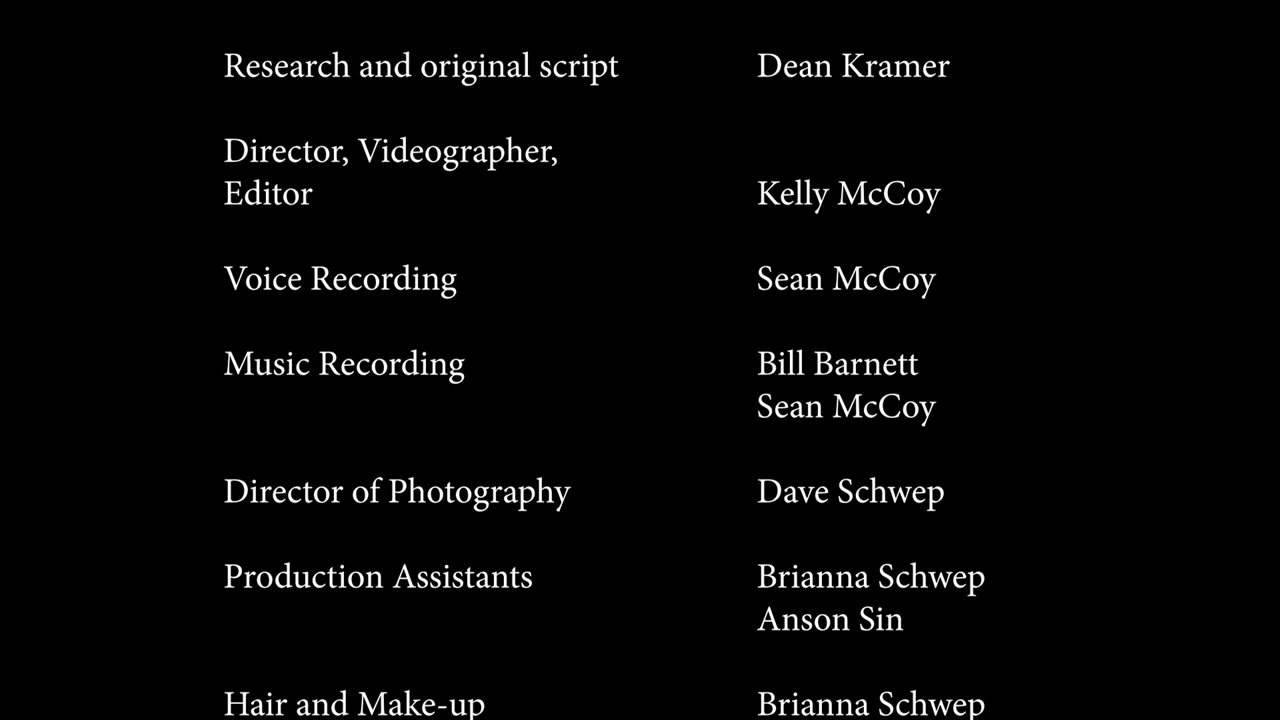 Research and original script Dean Kramer
Director, Videographer,
Editor Kelly McCoy
Voice Recording Sean McCoy
Music Recording Bill Barnett
Sean McCoy
Director of Photography Dave Schwep
Production Assistants Brianna Schwep
Anson Sin
Hair and Make-up Brianna Schwep